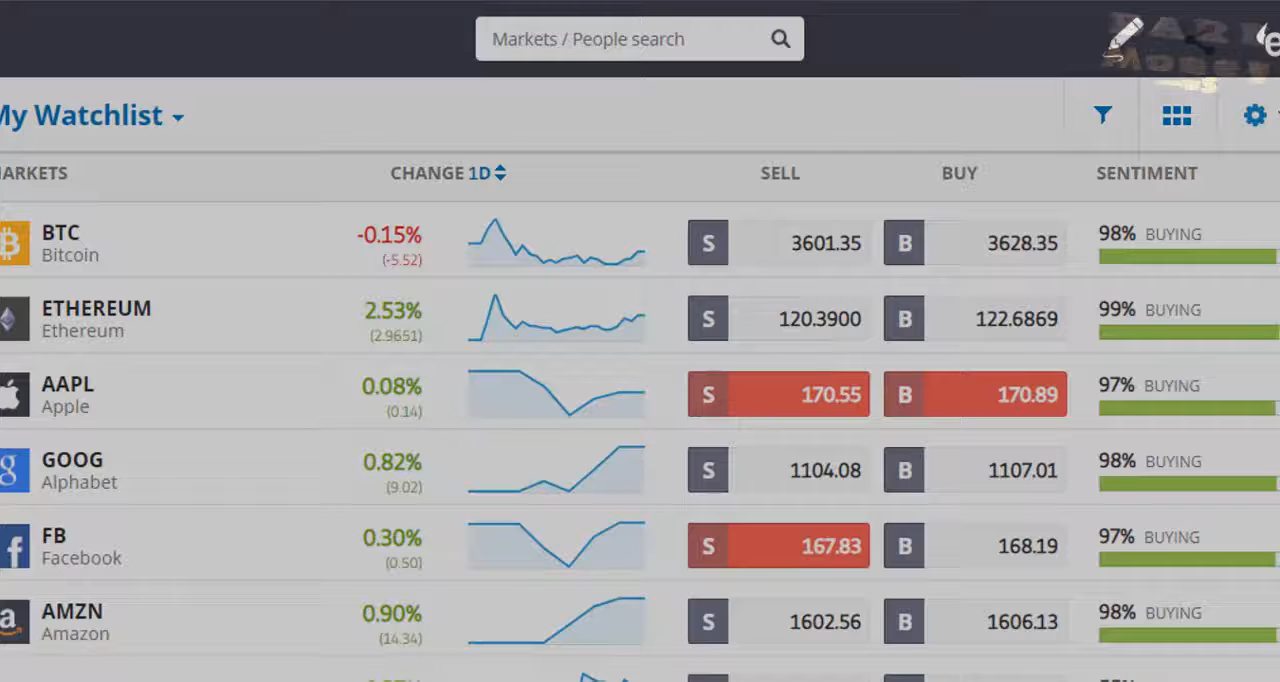 Markets / People search
My Watchlist
MARKETS CHANGE 1D SELL BUY SENTIMENT
BTC -0.15% S 3601.35 B 3628.35 98% BUYING
Bitcoin (-5.52)
ETHEREUM 2.53% S 120.3900 B 122.6869 99% BUYING
Ethereum (2.9651)
AAPL 0.08% S 170.55 B 170.89 97% BUYING
Apple (0.14)
GOOG 0.82% S 1104.08 B 1107.01 98% BUYING
Alphabet (9.02)
FB 0.30% S 167.83 B 168.19 97% BUYING
Facebook (0.50)
AMZN 0.90% S 1602.56 B 1606.13 98% BUYING
Amazon (14.34)